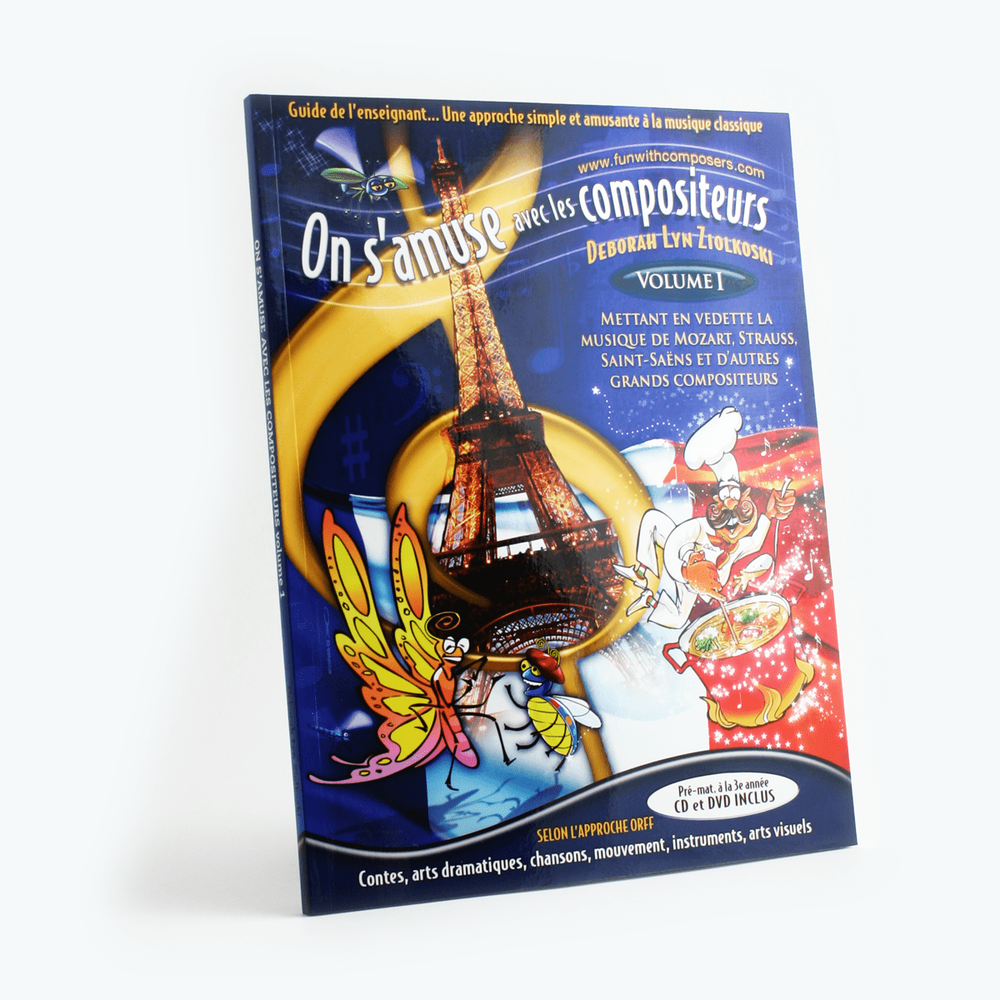 Guide de l'enseignant... Une approche simple et amusante à la musique classique
www.funwithcomposers.com
On s'amuse avec les compositeurs
DEBORAH LYN ZIOLKOSKI
VOLUME I
METTANT EN VEDETTE LA
MUSIQUE DE MOZART, STRAUSS,
SAINT-SAËNS ET D'AUTRES
GRANDS COMPOSITEURS
Pré-mat. à la 3e année
CD et DVD INCLUS
SELON L'APPROCHE ORFF
Contes, arts dramatiques, chansons, mouvement, instruments, arts visuels
ON S'AMUSE AVEC LES COMPOSITEURS volume 1